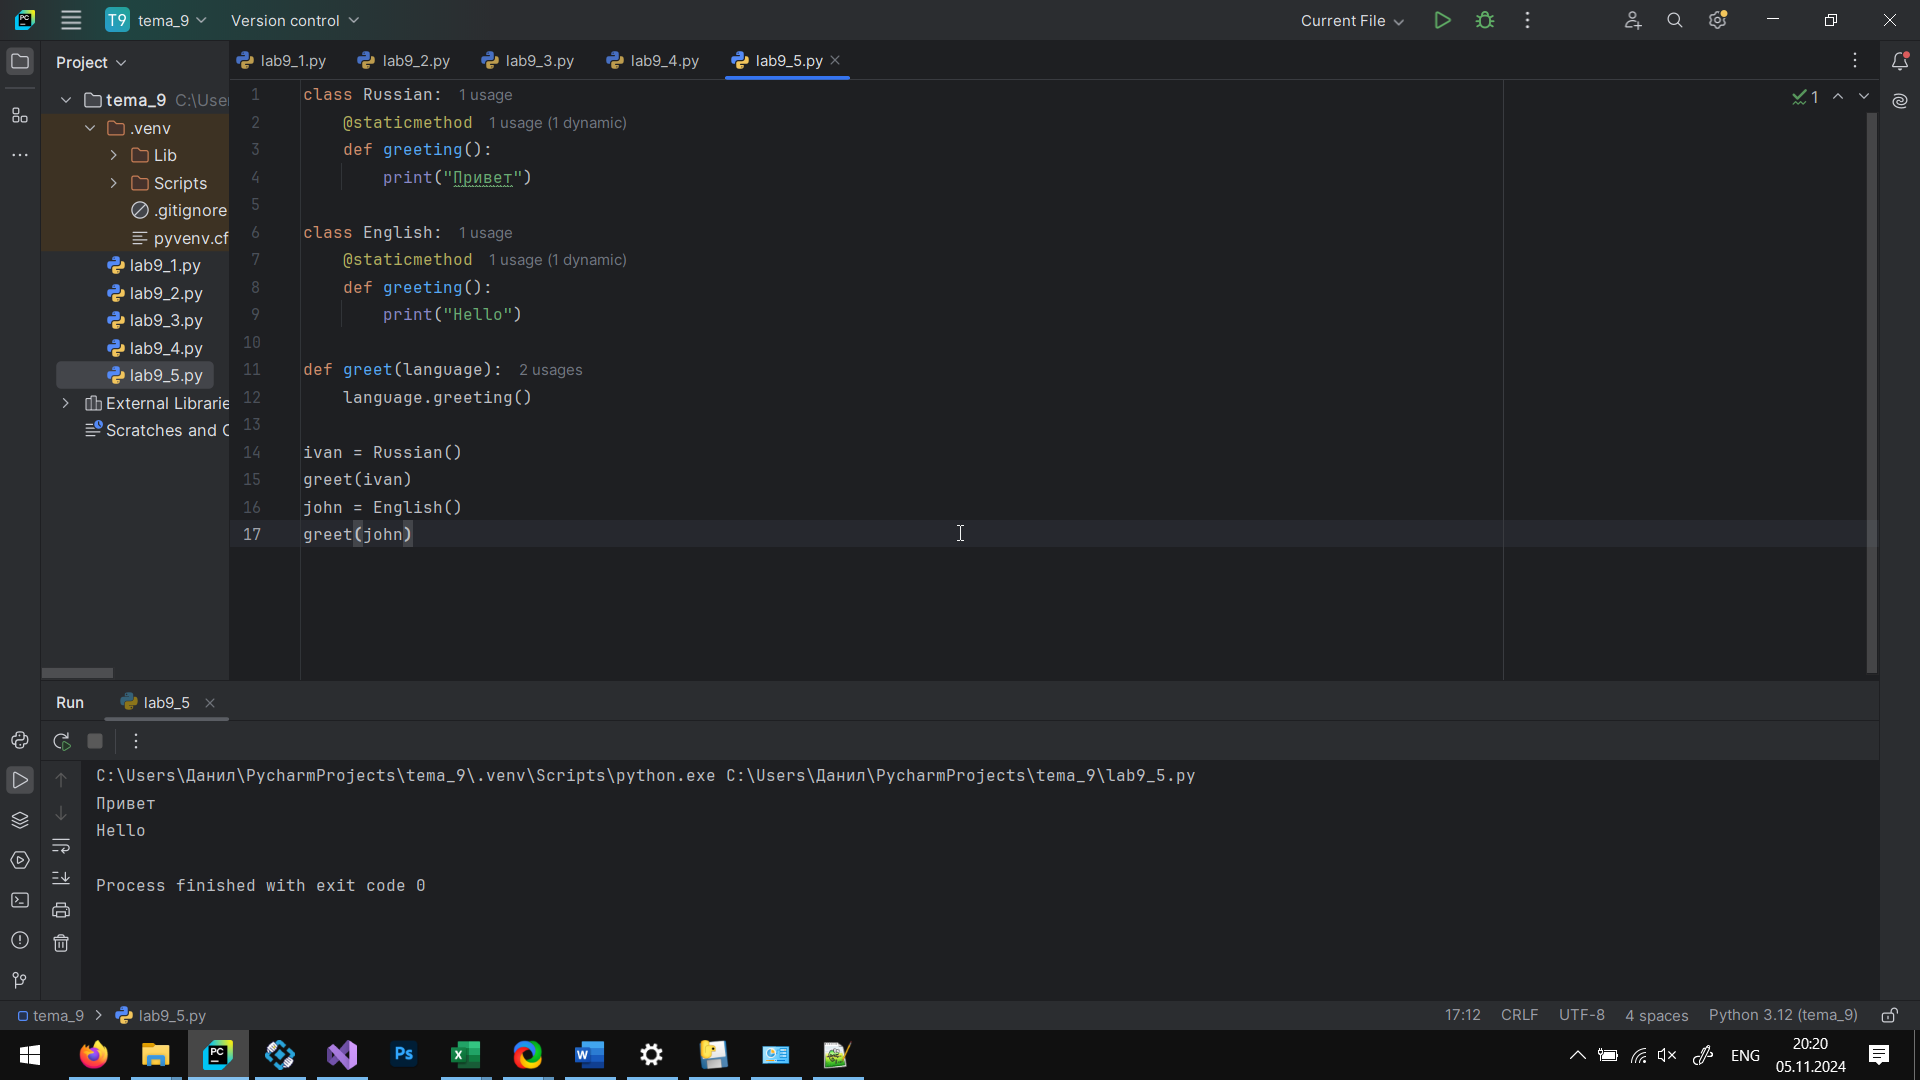 T9 tema_9 Version control Current File
Project
lab9_1.py lab9_2.py lab9_3.py lab9_4.py lab9_5.py
tema_9 C:\Use
.venv
Lib
Scripts
.gitignore
pyvenv.cf
lab9_1.py
lab9_2.py
lab9_3.py
lab9_4.py
lab9_5.py
External Librarie
Scratches and C
1 class Russian: 1 usage
2 @staticmethod 1 usage (1 dynamic)
3 def greeting():
4 print("Привет")
5
6 class English: 1 usage
7 @staticmethod 1 usage (1 dynamic)
8 def greeting():
9 print("Hello")
10
11 def greet(language): 2 usages
12 language.greeting()
13
14 ivan = Russian()
15 greet(ivan)
16 john = English()
17 greet(john)
1
Run lab9_5
C:\Users\Данил\PycharmProjects\tema_9\.venv\Scripts\python.exe C:\Users\Данил\PycharmProjects\tema_9\lab9_5.py
Привет
Hello
Process finished with exit code 0
tema_9 lab9_5.py 17:12 CRLF UTF-8 4 spaces Python 3.12 (tema_9)
PC Ps ENG 20:20
05.11.2024